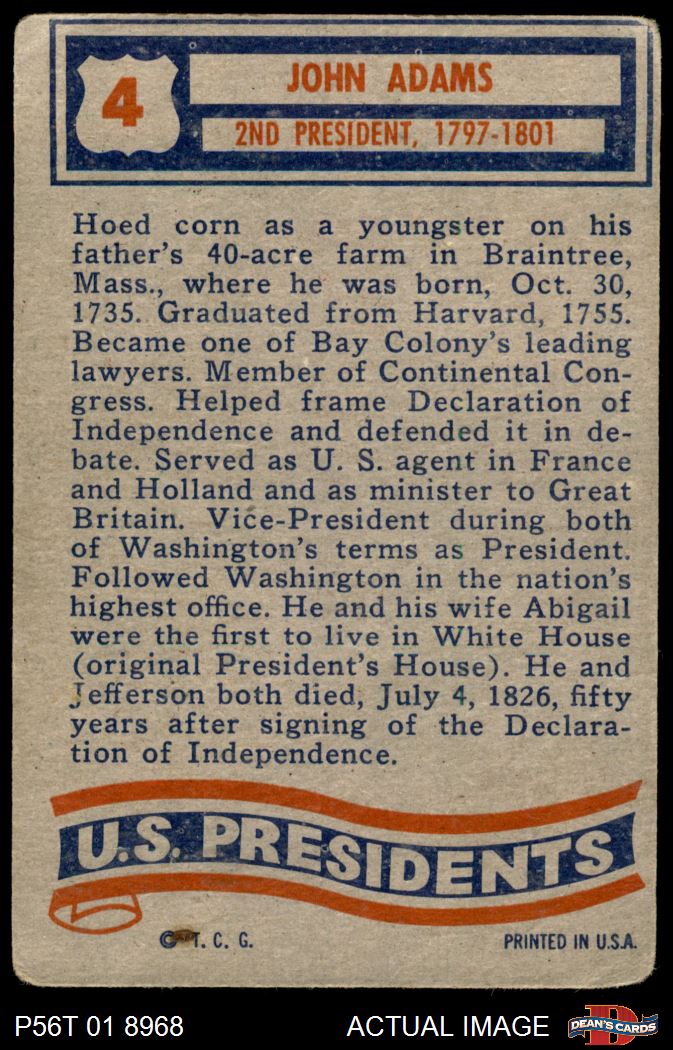 4
JOHN ADAMS
2ND PRESIDENT, 1797-1801
Hoed corn as a youngster on his
father's 40-acre farm in Braintree,
Mass., where he was born, Oct. 30,
1735. Graduated from Harvard, 1755.
Became one of Bay Colony's leading
lawyers. Member of Continental Con-
gress. Helped frame Declaration of
Independence and defended it in de-
bate. Served as U. S. agent in France
and Holland and as minister to Great
Britain. Vice-President during both
of Washington's terms as President.
Followed Washington in the nation's
highest office. He and his wife Abigail
were the first to live in White House
(original President's House). He and
Jefferson both died, July 4, 1826, fifty
years after signing of the Declara-
tion of Independence.
U.S. PRESIDENTS
© T. C. G.
PRINTED IN U.S.A.
P56T 01 8968
ACTUAL IMAGE
D
DEAN'S CARDS